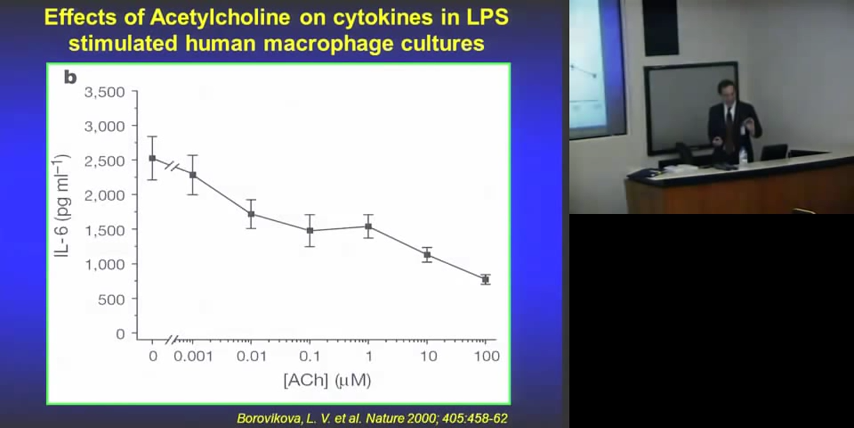 Effects of Acetylcholine on cytokines in LPS
stimulated human macrophage cultures
b
3,500
3,000
2,500
2,000
1,500
1,000
500
0
IL-6 (pg ml⁻¹)
0 0.001 0.01 0.1 1 10 100
[ACh] (μM)
Borovikova, L. V. et al. Nature 2000; 405:458-62